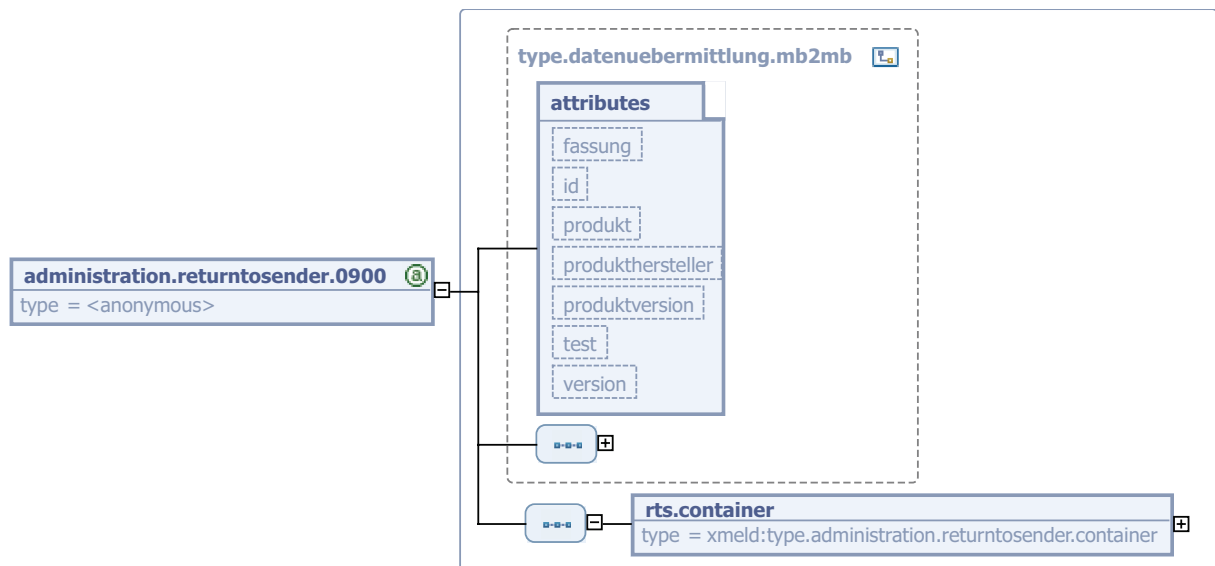 type.datenuebermittlung.mb2mb
attributes
fassung
id
produkt
produkthersteller
produktversion
test
version
administration.returntosender.0900 a
type = <anonymous>
rts.container
type = xmeld:type.administration.returntosender.container